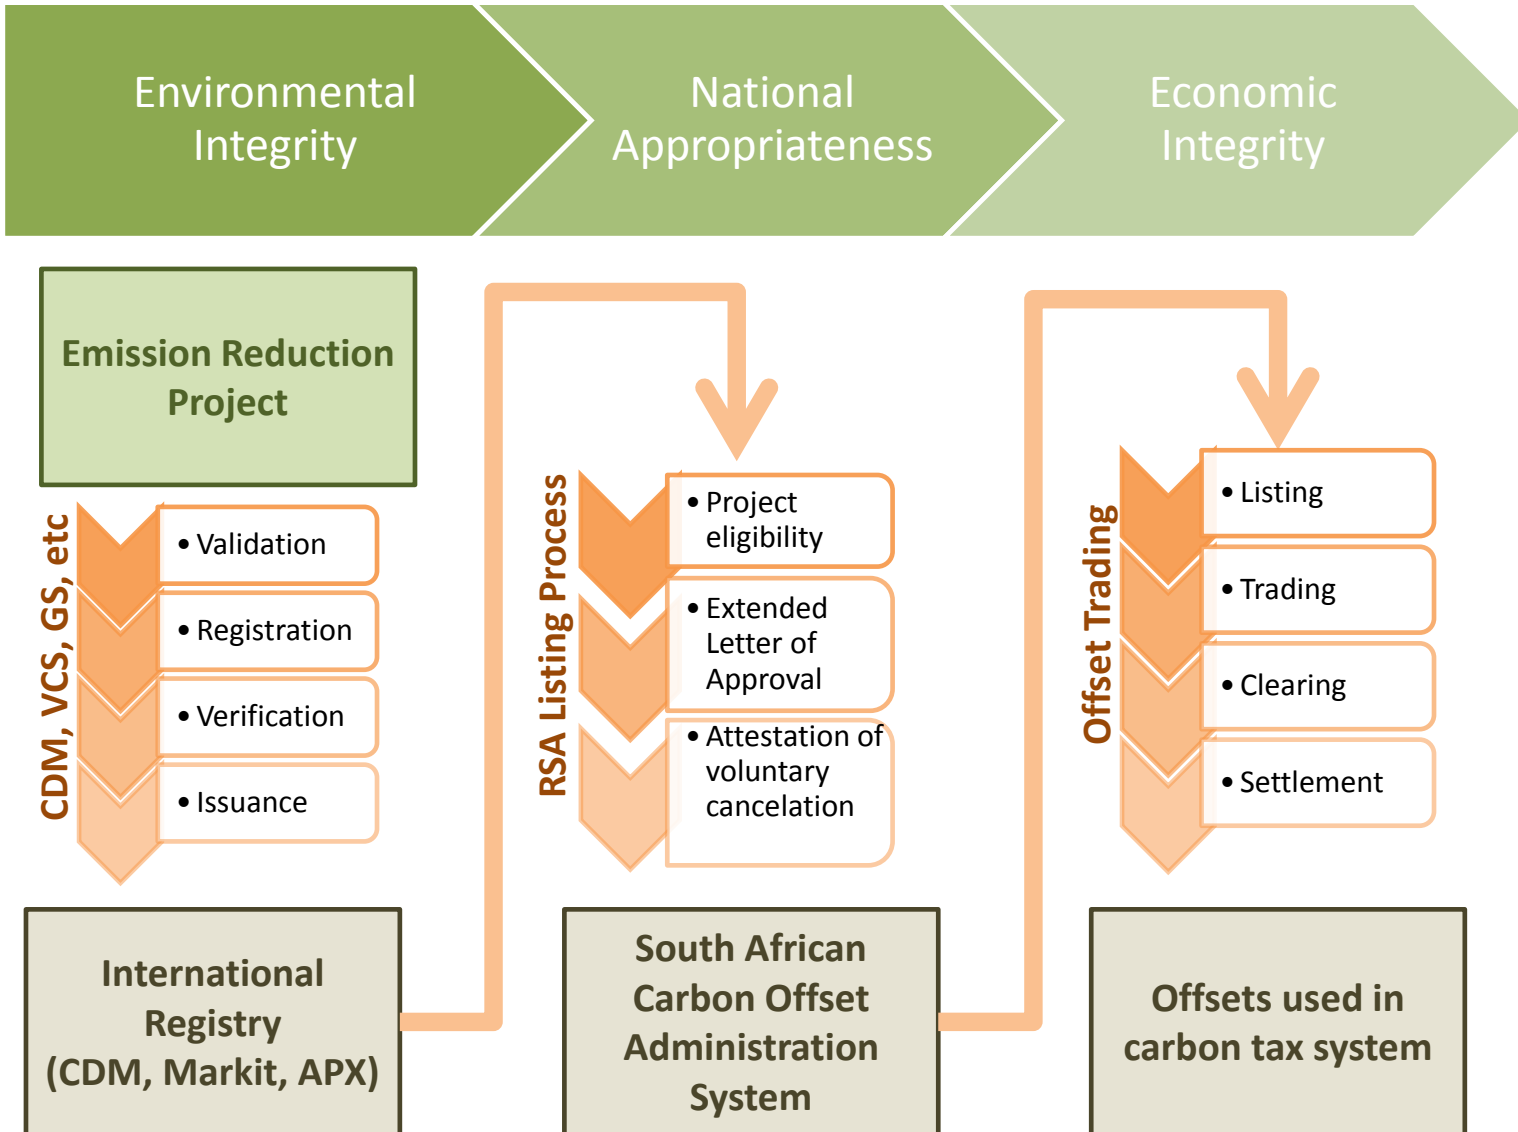 Environmental
Integrity
National
Appropriateness
Economic
Integrity
Emission Reduction
Project
CDM, VCS, GS, etc
• Validation
• Registration
• Verification
• Issuance
International
Registry
(CDM, Markit, APX)
RSA Listing Process
• Project
eligibility
• Extended
Letter of
Approval
• Attestation of
voluntary
cancelation
South African
Carbon Offset
Administration
System
Offset Trading
• Listing
• Trading
• Clearing
• Settlement
Offsets used in
carbon tax system